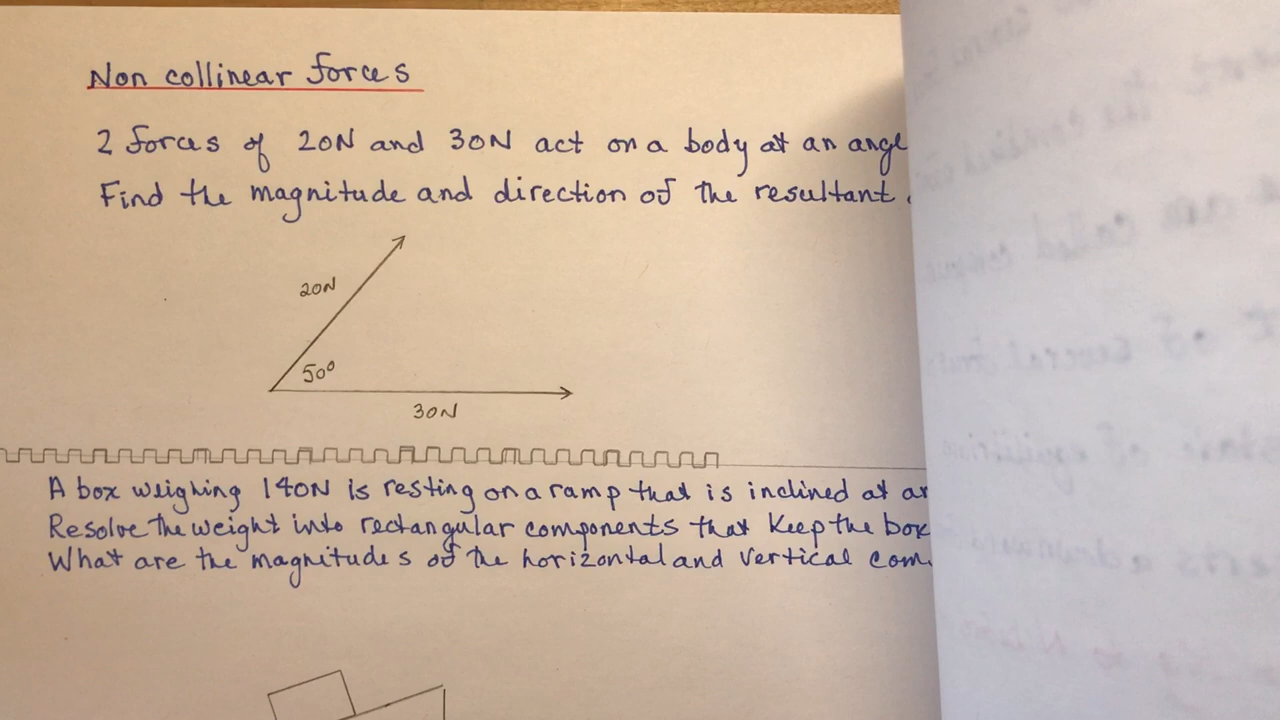 Non collinear forces
2 forces of 20N and 30N act on a body at an angle
Find the magnitude and direction of the resultant.
20N
50°
30N
A box weighing 140N is resting on a ramp that is inclined at an
Resolve the weight into rectangular components that keep the box
What are the magnitudes of the horizontal and vertical com